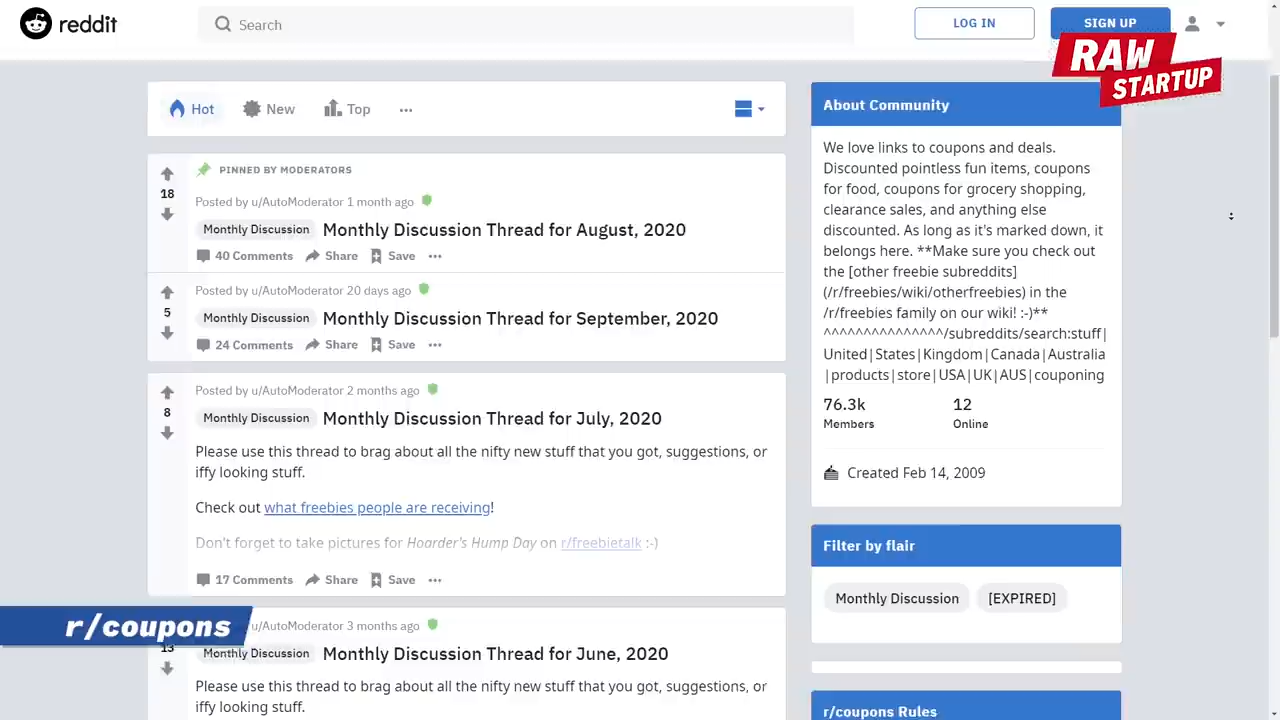 reddit
Search
LOG IN
SIGN UP
RAW
STARTUP
Hot
New
Top
PINNED BY MODERATORS
18
Posted by u/AutoModerator 1 month ago
Monthly Discussion Monthly Discussion Thread for August, 2020
40 Comments Share Save
Posted by u/AutoModerator 20 days ago
5
Monthly Discussion Monthly Discussion Thread for September, 2020
24 Comments Share Save
Posted by u/AutoModerator 2 months ago
8
Monthly Discussion Monthly Discussion Thread for July, 2020
Please use this thread to brag about all the nifty new stuff that you got, suggestions, or
iffy looking stuff.
Check out what freebies people are receiving!
Don't forget to take pictures for Hoarder's Hump Day on r/freebietalk :-)
17 Comments Share Save
r/coupons
u/AutoModerator 3 months ago
13
Monthly Discussion Monthly Discussion Thread for June, 2020
Please use this thread to brag about all the nifty new stuff that you got, suggestions, or
iffy looking stuff.
About Community
We love links to coupons and deals.
Discounted pointless fun items, coupons
for food, coupons for grocery shopping,
clearance sales, and anything else
discounted. As long as it's marked down, it
belongs here. **Make sure you check out
the [other freebie subreddits]
(/r/freebies/wiki/otherfreebies) in the
/r/freebies family on our wiki! :-)**
^^^^^^^^^^^^^^^/subreddits/search:stuff|
United|States|Kingdom|Canada|Australia
|products|store|USA|UK|AUS|couponing
76.3k
Members
12
Online
Created Feb 14, 2009
Filter by flair
Monthly Discussion [EXPIRED]
r/coupons Rules